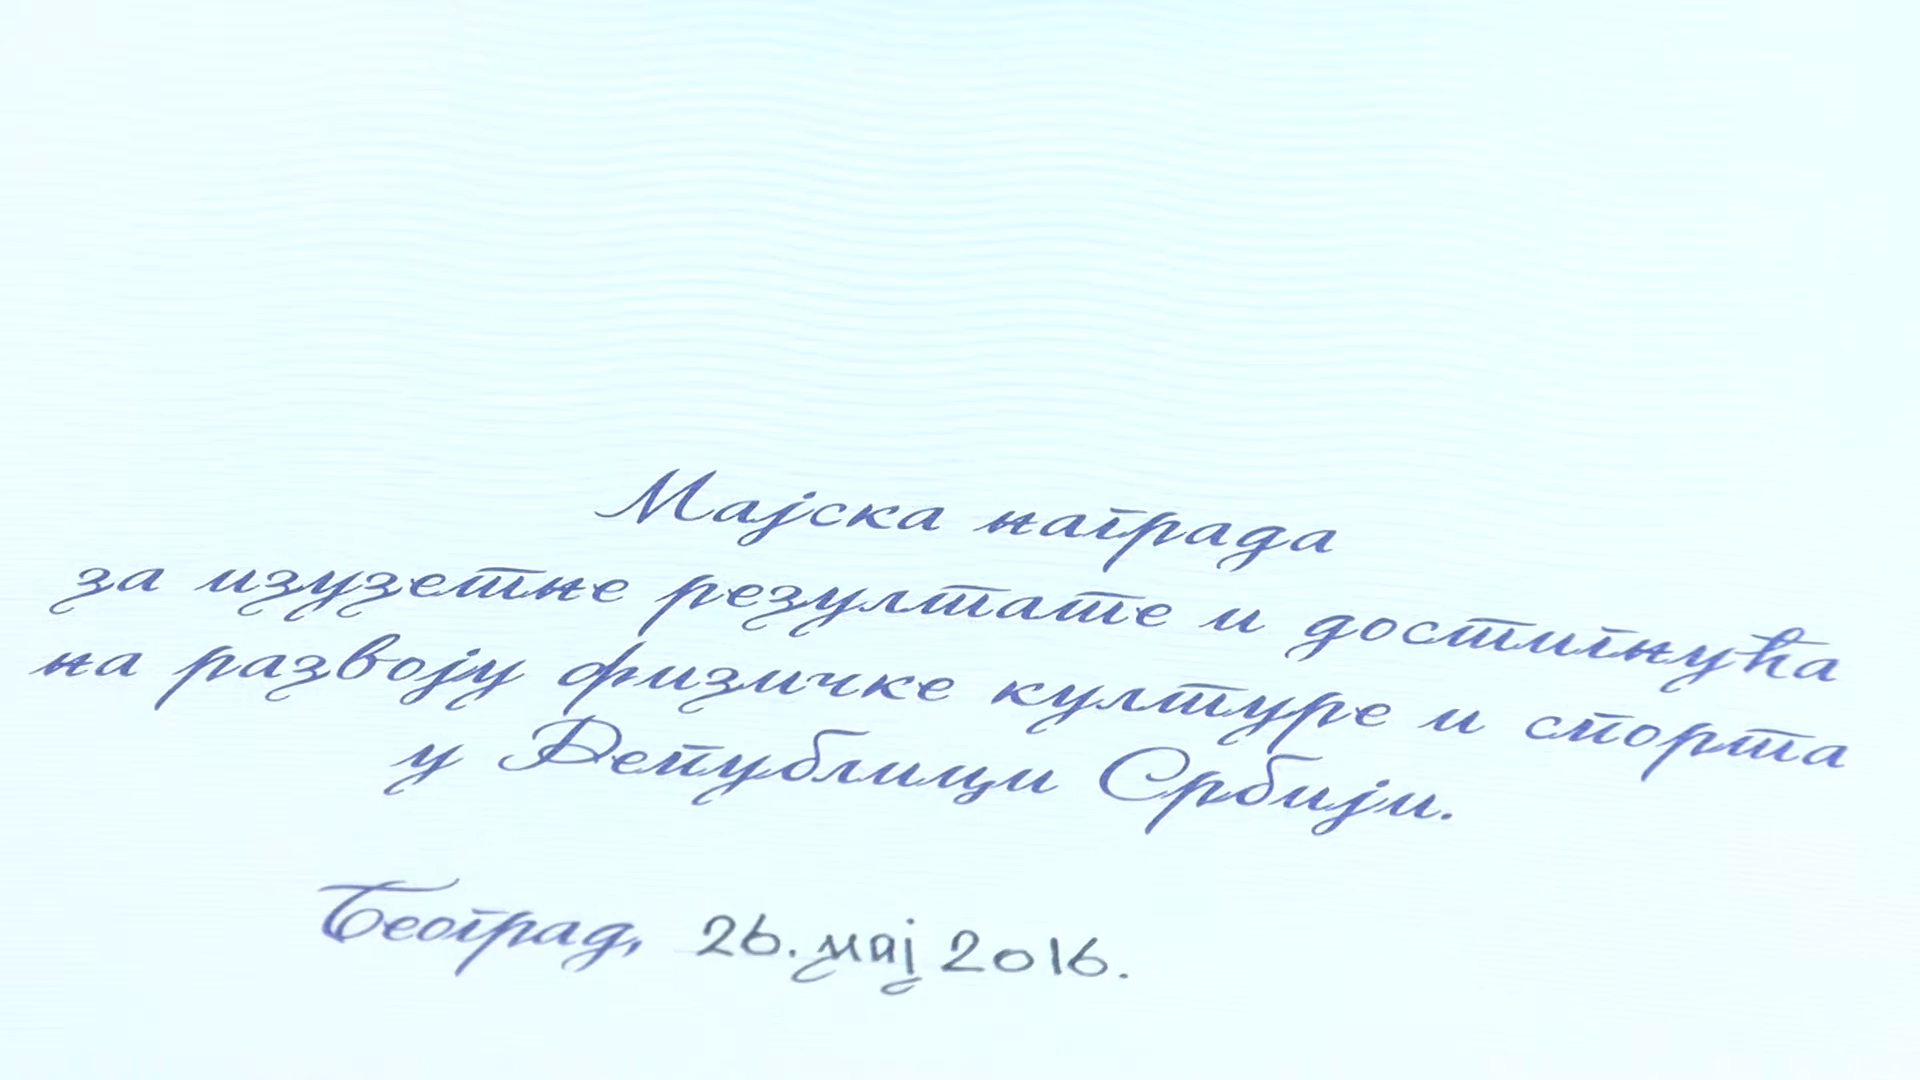 Мајска награда
за изузетне резултате и достигнућа
на развоју физичке културе и спорта
у Републици Србији.
Београд, 26. мај 2016.